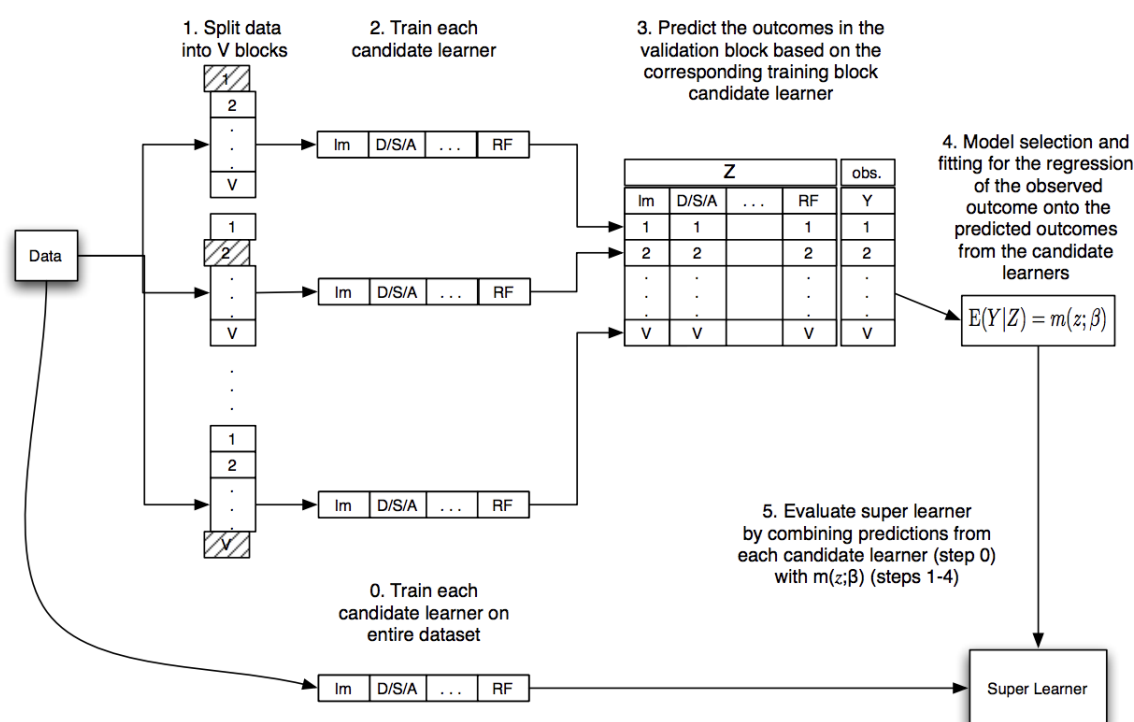 1. Split data
into V blocks
2. Train each
candidate learner
3. Predict the outcomes in the
validation block based on the
corresponding training block
candidate learner
4. Model selection and
fitting for the regression
of the observed
outcome onto the
predicted outcomes
from the candidate
learners
1
2
.
.
.
V
lm D/S/A . . . RF
Z obs.
lm D/S/A . . . RF Y
1 1 1 1
2 2 2 2
. . . .
. . . .
. . . .
V V V V
Data
1
2
.
.
.
V
lm D/S/A . . . RF
E(Y|Z) = m(z; β)
.
.
.
1
2
.
.
.
V
lm D/S/A . . . RF
5. Evaluate super learner
by combining predictions from
each candidate learner (step 0)
with m(z;β) (steps 1-4)
0. Train each
candidate learner on
entire dataset
lm D/S/A . . . RF
Super Learner